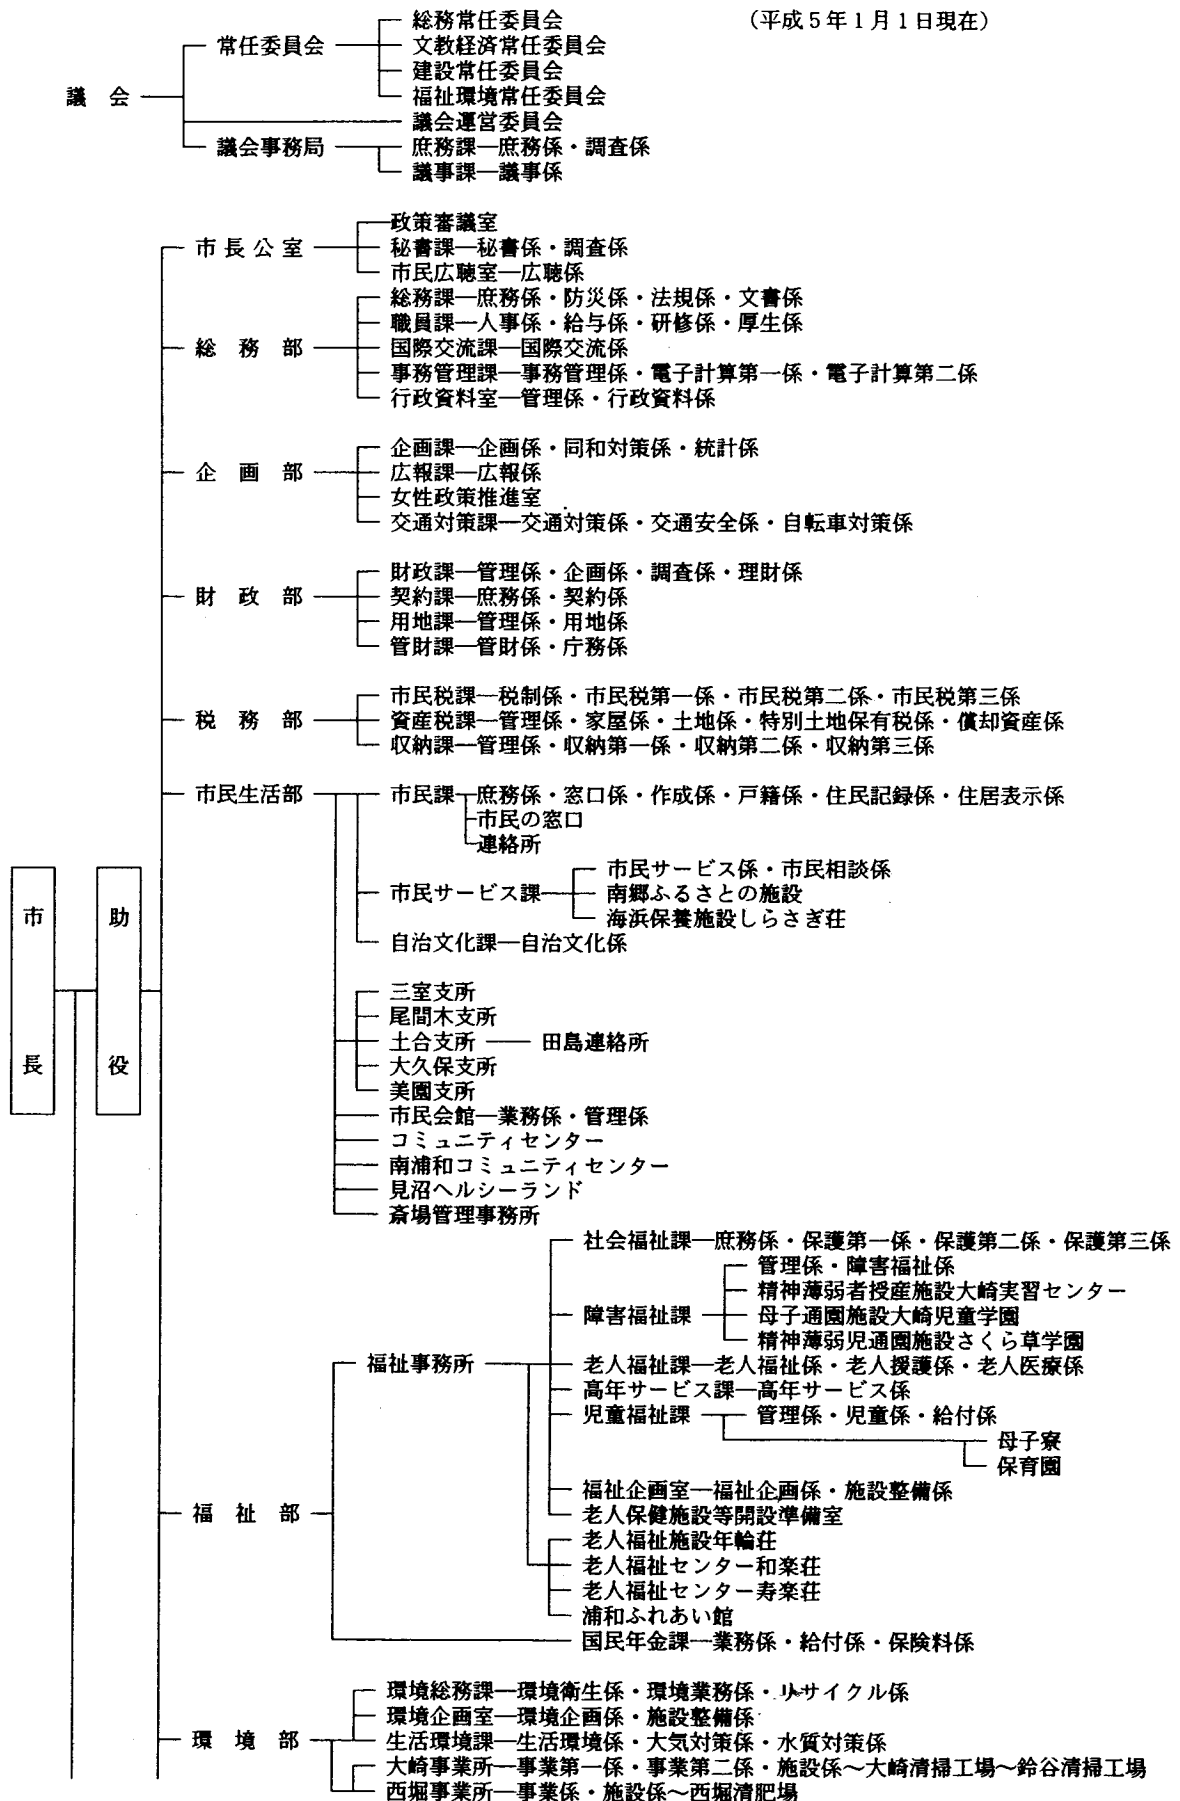 （平成５年１月１日現在）
議会
常任委員会
総務常任委員会
文教経済常任委員会
建設常任委員会
福祉環境常任委員会
議会運営委員会
議会事務局
庶務課―庶務係・調査係
議事課―議事係
市長
助役
市長公室
政策審議室
秘書課―秘書係・調査係
市民広聴室―広聴係
総務部
総務課―庶務係・防災係・法規係・文書係
職員課―人事係・給与係・研修係・厚生係
国際交流課―国際交流係
事務管理課―事務管理係・電子計算第一係・電子計算第二係
行政資料室―管理係・行政資料係
企画部
企画課―企画係・同和対策係・統計係
広報課―広報係
女性政策推進室
交通対策課―交通対策係・交通安全係・自転車対策係
財政部
財政課―管理係・企画係・調査係・理財係
契約課―庶務係・契約係
用地課―管理係・用地係
管財課―管財係・庁務係
税務部
市民税課―税制係・市民税第一係・市民税第二係・市民税第三係
資産税課―管理係・家屋係・土地係・特別土地保有税係・償却資産係
収納課―管理係・収納第一係・収納第二係・収納第三係
市民生活部
市民課―庶務係・窓口係・作成係・戸籍係・住民記録係・住居表示係
市民の窓口
連絡所
市民サービス課
市民サービス係・市民相談係
南郷ふるさとの施設
海浜保養施設しらさぎ荘
自治文化課―自治文化係
三室支所
尾間木支所
土合支所――田島連絡所
大久保支所
美園支所
市民会館―業務係・管理係
コミュニティセンター
南浦和コミュニティセンター
見沼ヘルシーランド
斎場管理事務所
福祉部
福祉事務所
社会福祉課―庶務係・保護第一係・保護第二係・保護第三係
障害福祉課
管理係・障害福祉係
精神薄弱者授産施設大崎実習センター
母子通園施設大崎児童学園
精神薄弱児通園施設さくら草学園
老人福祉課―老人福祉係・老人援護係・老人医療係
高年サービス課―高年サービス係
児童福祉課――管理係・児童係・給付係
母子寮
保育園
福祉企画室―福祉企画係・施設整備係
老人保健施設等開設準備室
老人福祉施設年輪荘
老人福祉センター和楽荘
老人福祉センター寿楽荘
浦和ふれあい館
国民年金課―業務係・給付係・保険料係
環境部
環境総務課―環境衛生係・環境業務係・リサイクル係
環境企画室―環境企画係・施設整備係
生活環境課―生活環境係・大気対策係・水質対策係
大崎事業所―事業第一係・事業第二係・施設係～大崎清掃工場～鈴谷清掃工場
西堀事業所―事業係・施設係～西堀清肥場